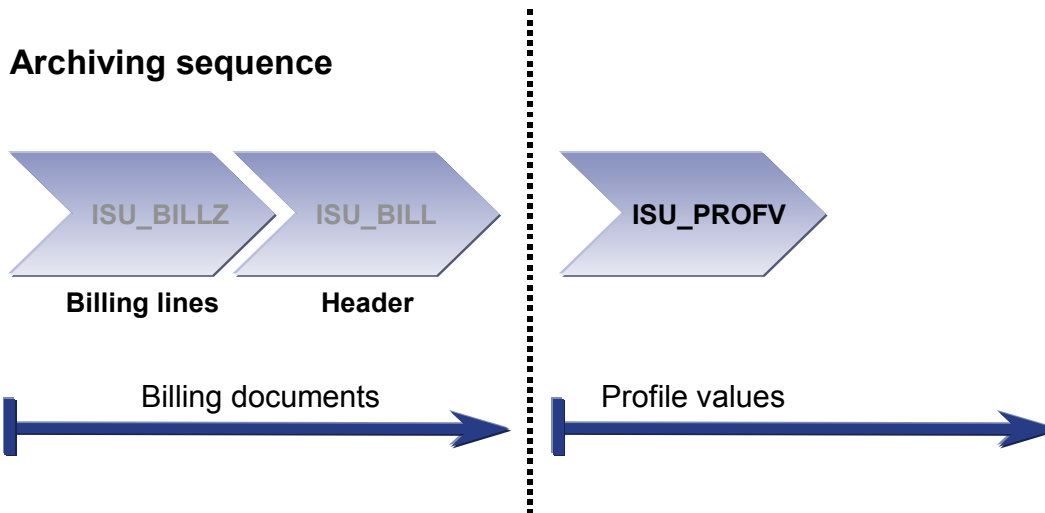 Archiving sequence
ISU_BILLZ
ISU_BILL
ISU_PROFV
Billing lines
Header
Billing documents
Profile values